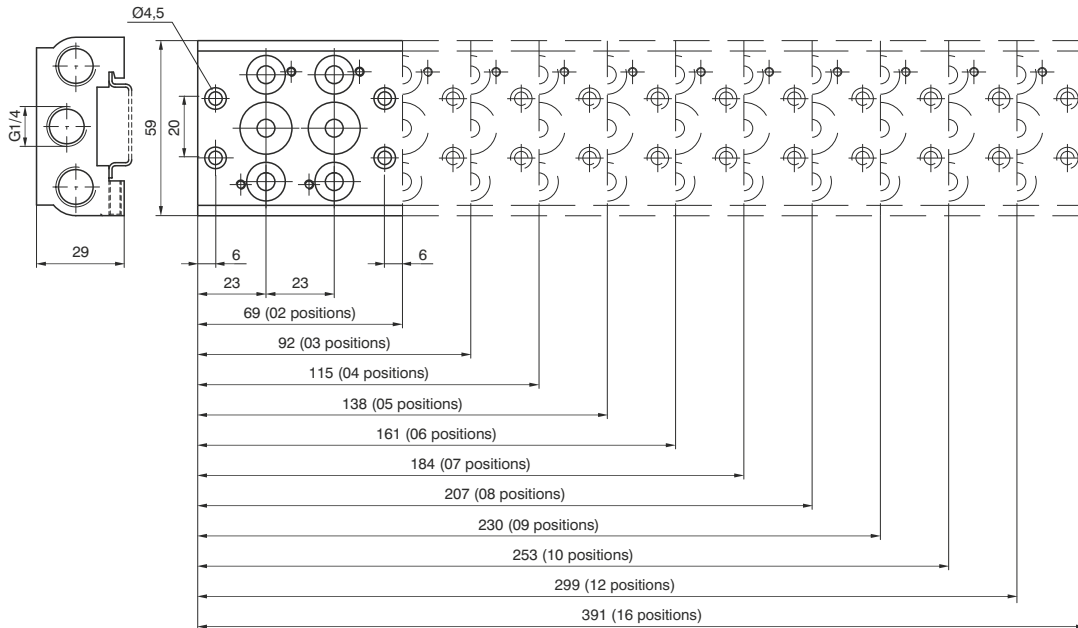 Ø4,5
G1/4
59
20
29
6
6
23
23
69 (02 positions)
92 (03 positions)
115 (04 positions)
138 (05 positions)
161 (06 positions)
184 (07 positions)
207 (08 positions)
230 (09 positions)
253 (10 positions)
299 (12 positions)
391 (16 positions)